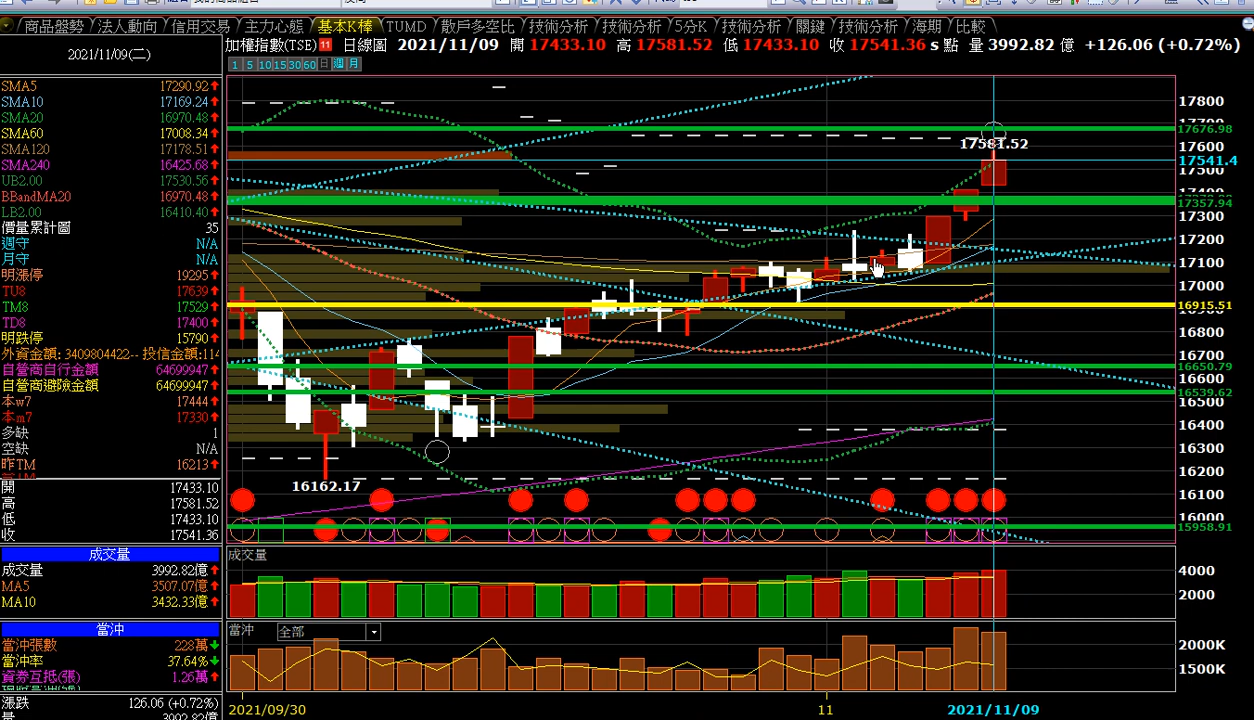 商品盤勢 法人動向 信用交易 主力心態 基本K棒 TUMD 散戶多空比 技術分析 技術分析 5分K 技術分析 關鍵 技術分析 海期 比較
2021/11/09(二) 加權指數(TSE) 日線圖 2021/11/09 開 17433.10 高 17581.52 低 17433.10 收 17541.36 s 點 量 3992.82 億 +126.06 (+0.72%)
1 5 10 15 30 60 日 週 月
SMA5 17290.92
SMA10 17169.24
SMA20 16970.48
SMA60 17008.34
SMA120 17178.51
SMA240 16425.68
UB2.00 17530.56
BBandMA20 16970.48
LB2.00 16410.40
價量累計圖 35
週守 N/A
月守 N/A
明漲停 19295
TU8 17639
TM8 17529
TD8 17400
明跌停 15790
外資金額: 3409804422-- 投信金額:114
自營商自行金額 64699947
自營商避險金額 64699947
本w7 17444
本m7 17330
多缺 1
空缺 N/A
昨TM 16213
開 17433.10
高 17581.52
低 17433.10
收 17541.36
17800
17676.98
17600
17581.52
17541.4
17500
17357.94
17300
17200
17100
17000
16915.51
16800
16700
16650.79
16600
16539.62
16500
16400
16300
16200
16162.17
16100
16000
15958.91
成交量
成交量 3992.82億
MA5 3507.07億
MA10 3432.33億
成交量
4000
2000
當沖
當沖張數 228萬
當沖率 37.64%
資券互抵(張) 1.26萬
當沖 全部
2000K
1500K
漲跌 126.06 (+0.72%)
2021/09/30 11 2021/11/09